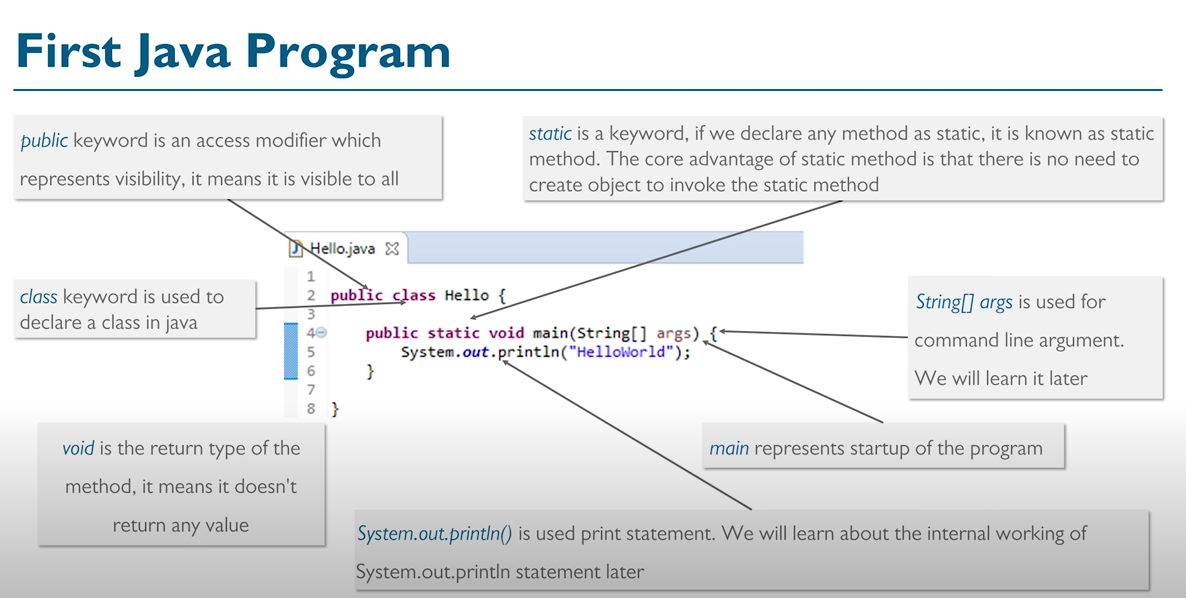 First Java Program
public keyword is an access modifier which
represents visibility, it means it is visible to all
static is a keyword, if we declare any method as static, it is known as static
method. The core advantage of static method is that there is no need to
create object to invoke the static method
Hello.java
class keyword is used to
declare a class in java
1
2 public class Hello {
3
4 public static void main(String[] args) {
5 System.out.println("HelloWorld");
6 }
7
8 }
String[] args is used for
command line argument.
We will learn it later
void is the return type of the
method, it means it doesn't
return any value
main represents startup of the program
System.out.println() is used print statement. We will learn about the internal working of
System.out.println statement later